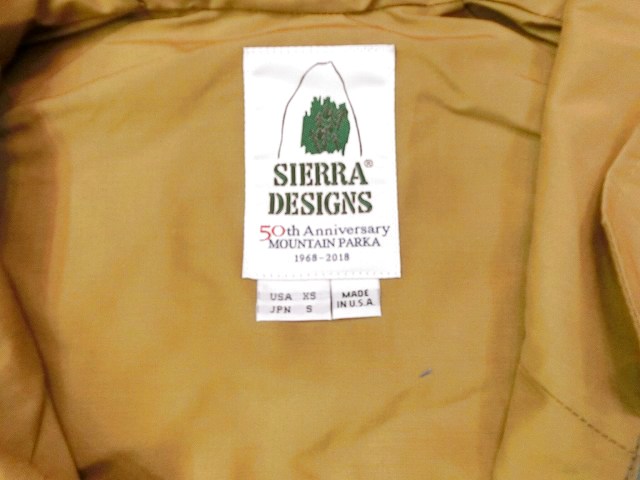 SIERRA®
DESIGNS
50th Anniversary
MOUNTAIN PARKA
1968-2018
USA XS
JPN S
MADE
IN U.S.A.